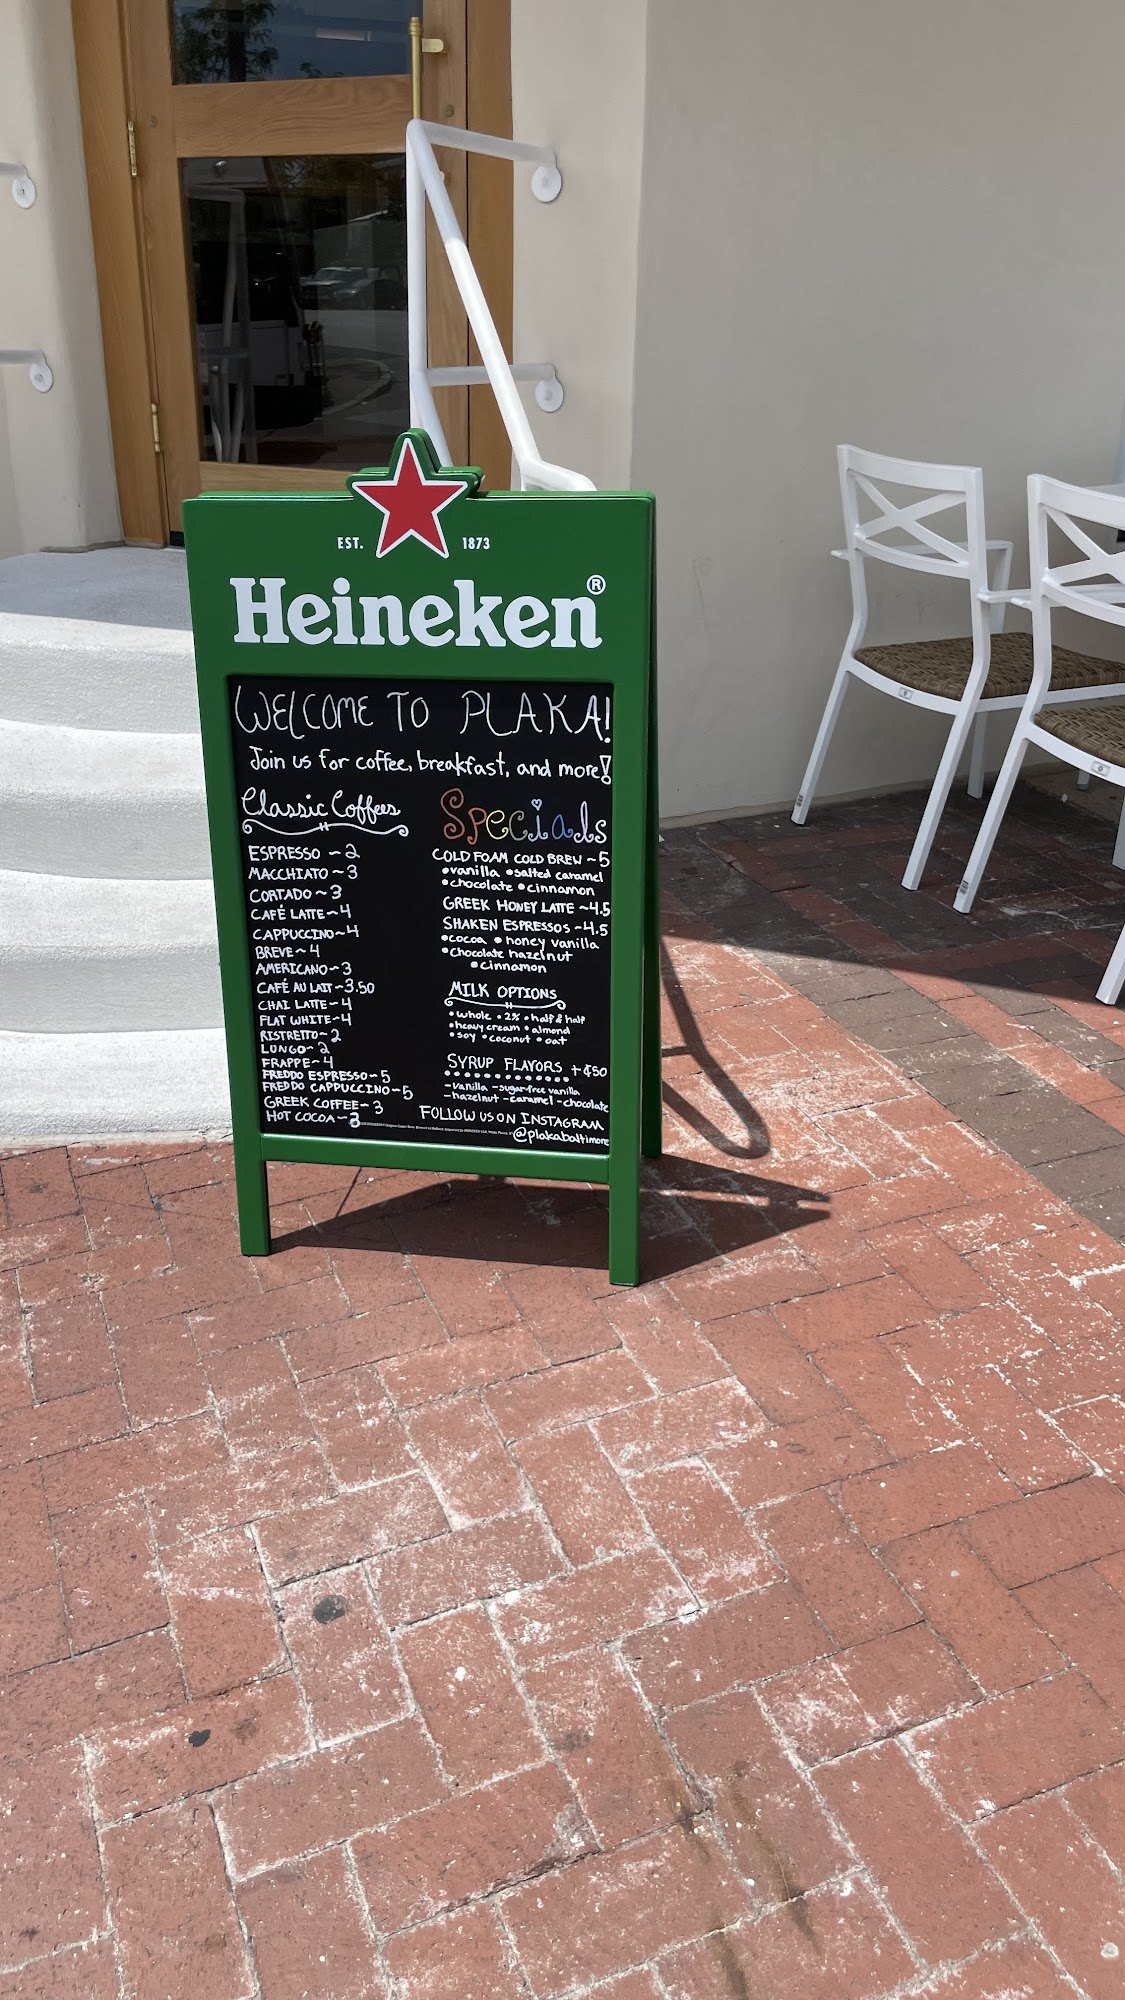 EST. 1873
Heineken®
WELCOME TO PLAKA!
Join us for coffee, breakfast, and more!
Classic Coffees
ESPRESSO ~ 2
MACCHIATO ~ 3
CORTADO ~ 3
CAFÉ LATTE ~ 4
CAPPUCCINO ~ 4
BREVE ~ 4
AMERICANO ~ 3
CAFÉ AU LAIT ~ 3.50
CHAI LATTE ~ 4
FLAT WHITE ~ 4
RISTRETTO ~ 2
LUNGO ~ 2
FRAPPE ~ 4
FREDDO ESPRESSO ~ 5
FREDDO CAPPUCCINO ~ 5
GREEK COFFEE ~ 3
HOT COCOA ~ 2
Specials
COLD FOAM COLD BREW ~ 5
•vanilla •salted caramel
•chocolate •cinnamon
GREEK HONEY LATTE ~ 4.5
SHAKEN ESPRESSOS ~ 4.5
•cocoa •honey vanilla
•chocolate hazelnut
•cinnamon
MILK OPTIONS
•whole •2% •half & half
•heavy cream •almond
•soy •coconut •oat
SYRUP FLAVORS +¢50
-vanilla -sugar free vanilla
-hazelnut -caramel -chocolate
FOLLOW US ON INSTAGRAM
@plakabaltimore